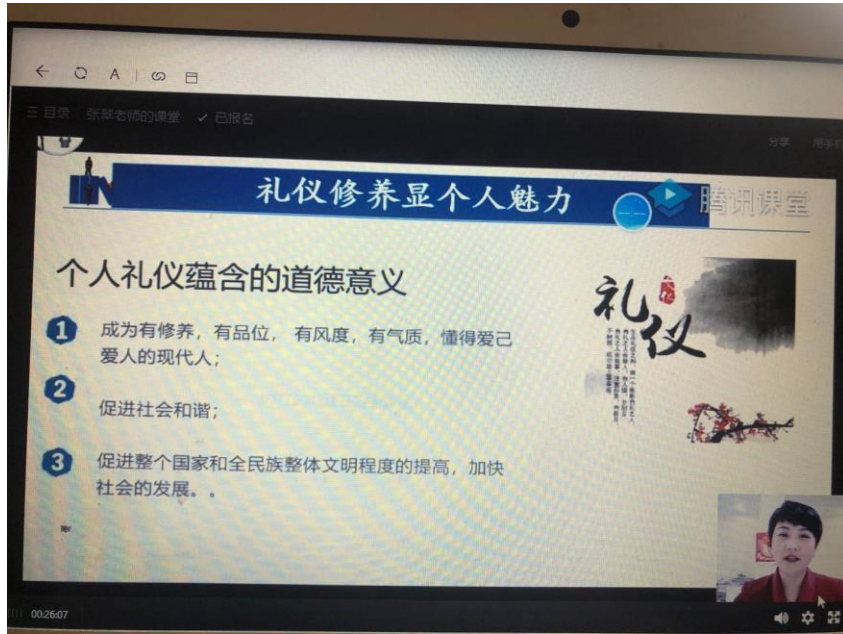 A
目录 张翠老师的课堂 已报名
分享 用手机
礼仪修养显个人魅力
腾讯课堂
个人礼仪蕴含的道德意义
礼仪
1 成为有修养，有品位， 有风度，有气质，懂得爱己
爱人的现代人；
2
促进社会和谐；
3 促进整个国家和全民族整体文明程度的提高，加快
社会的发展。。
00:26:07